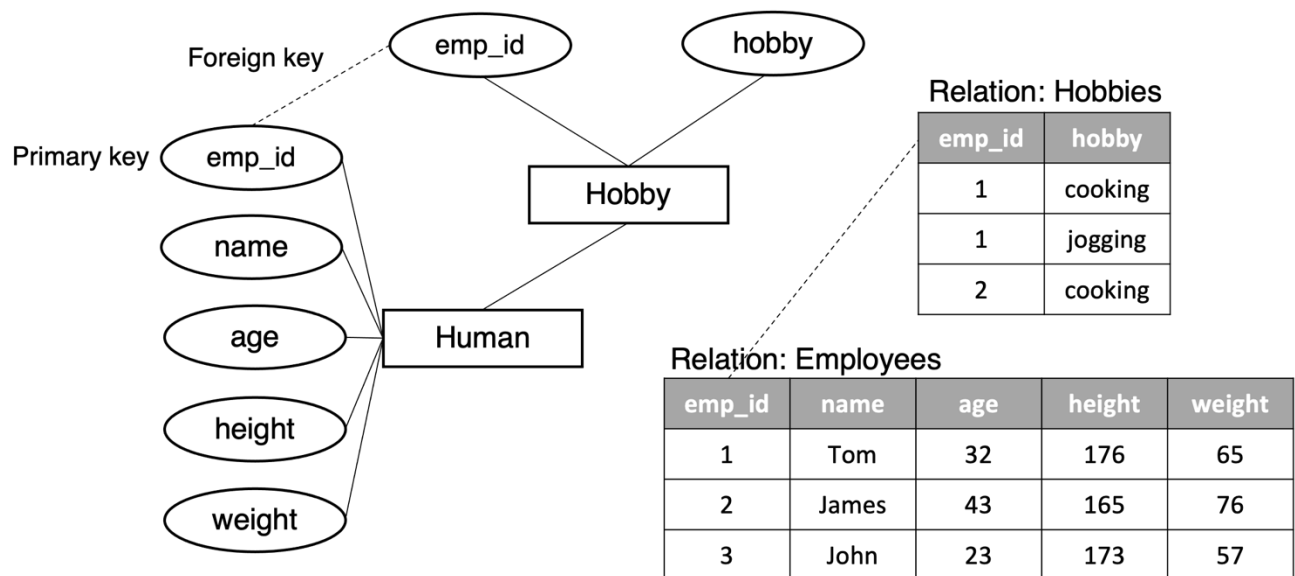 emp_id
hobby
Foreign key
Primary key
emp_id
Hobby
name
age
Human
height
weight
Relation: Hobbies
emp_id hobby
1 cooking
1 jogging
2 cooking
Relation: Employees
emp_id name age height weight
1 Tom 32 176 65
2 James 43 165 76
3 John 23 173 57